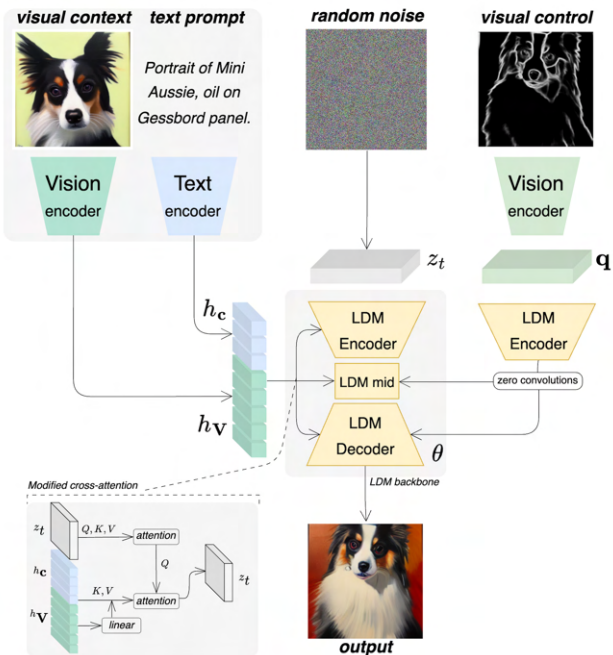 visual context
text prompt
random noise
visual control
Portrait of Mini
Aussie, oil on
Gessbord panel.
Vision
encoder
Text
encoder
Vision
encoder
z_t
q
h_c
h_V
LDM
Encoder
LDM
Encoder
LDM mid
zero convolutions
LDM
Decoder
θ
LDM backbone
Modified cross-attention
z_t
Q, K, V
attention
Q
h_c
K, V
attention
z_t
h_V
linear
output